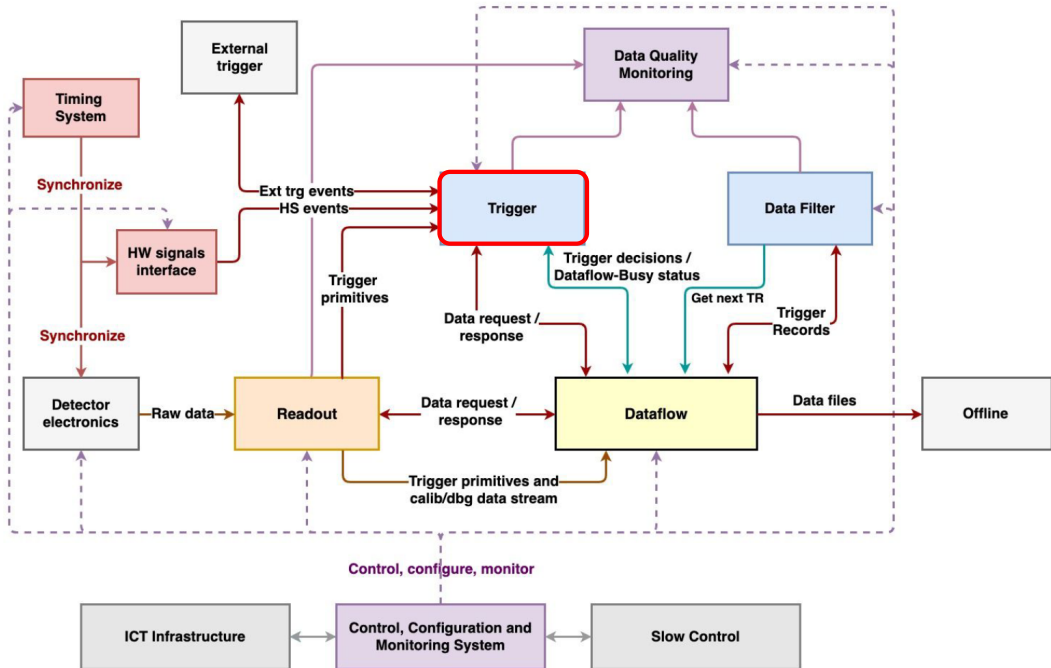 External
trigger
Data Quality
Monitoring
Timing
System
Synchronize
Ext trg events
HS events
Trigger
Data Filter
HW signals
interface
Trigger
primitives
Trigger decisions /
Dataflow-Busy status
Get next TR
Trigger
Records
Data request /
response
Synchronize
Detector
electronics
Raw data
Readout
Data request /
response
Dataflow
Data files
Offline
Trigger primitives and
calib/dbg data stream
Control, configure, monitor
ICT Infrastructure
Control, Configuration and
Monitoring System
Slow Control